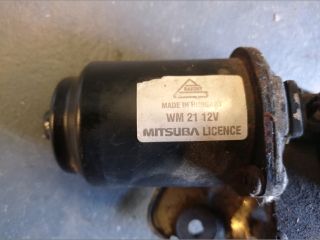 MADE IN HUNGARY
WM 21 12V
MITSUBA LICENCE